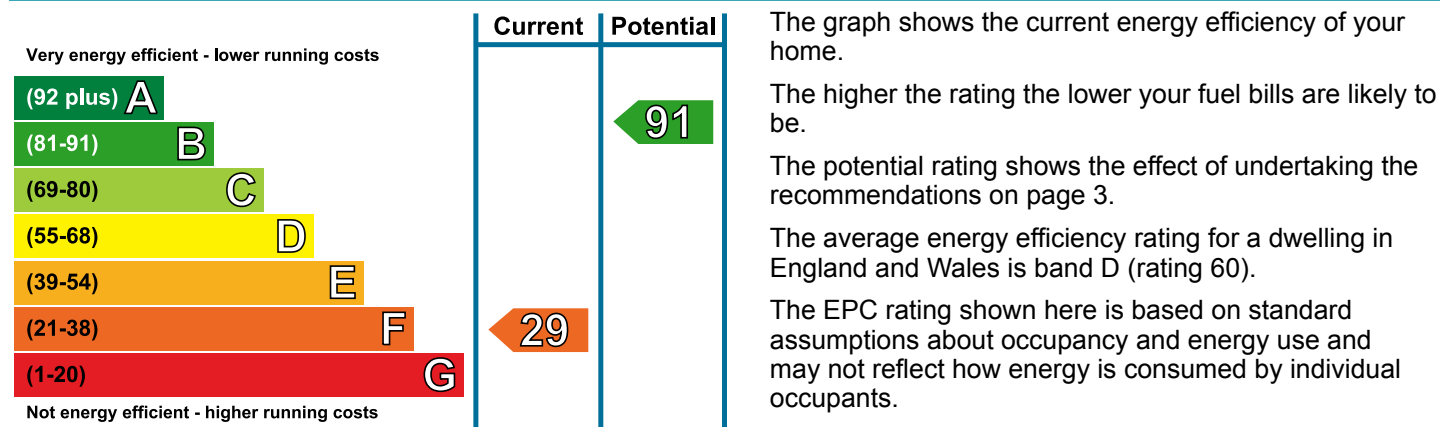 Current Potential
Very energy efficient - lower running costs
(92 plus) A
(81-91) B
(69-80) C
(55-68) D
(39-54) E
(21-38) F
(1-20) G
Not energy efficient - higher running costs
91
29
The graph shows the current energy efficiency of your
home.
The higher the rating the lower your fuel bills are likely to
be.
The potential rating shows the effect of undertaking the
recommendations on page 3.
The average energy efficiency rating for a dwelling in
England and Wales is band D (rating 60).
The EPC rating shown here is based on standard
assumptions about occupancy and energy use and
may not reflect how energy is consumed by individual
occupants.